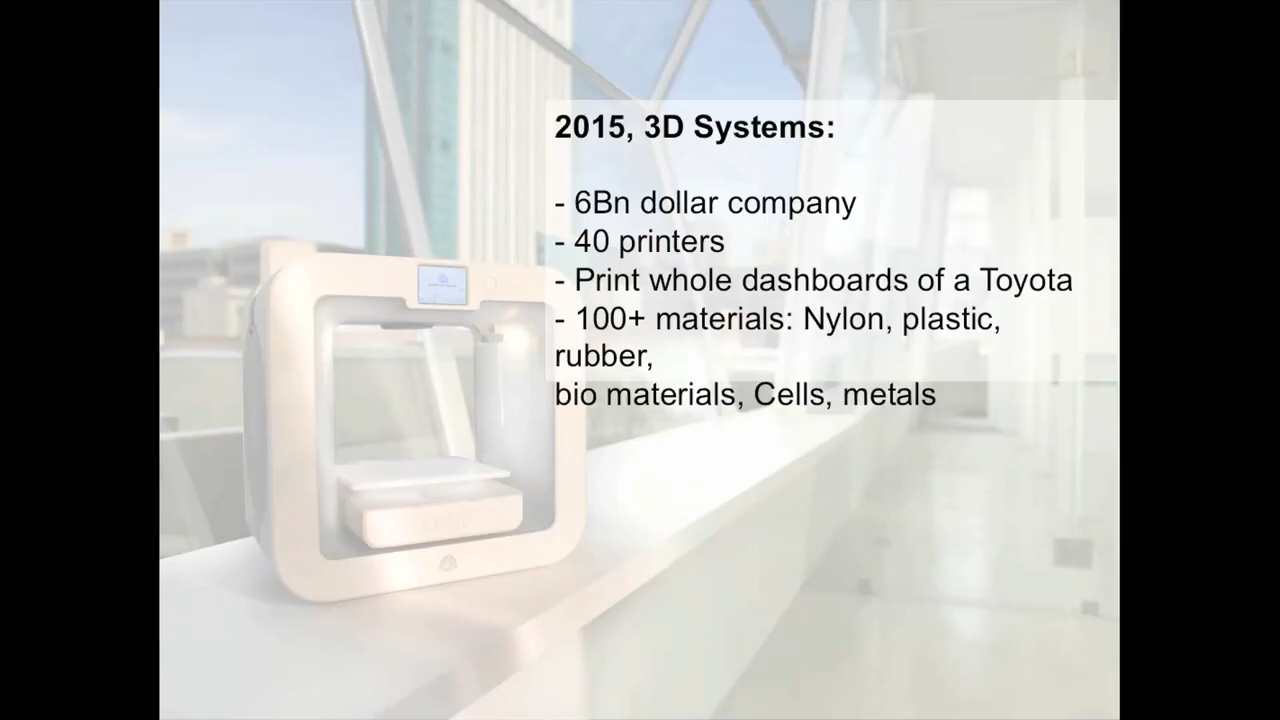 2015, 3D Systems:
- 6Bn dollar company
- 40 printers
- Print whole dashboards of a Toyota
- 100+ materials: Nylon, plastic,
rubber,
bio materials, Cells, metals